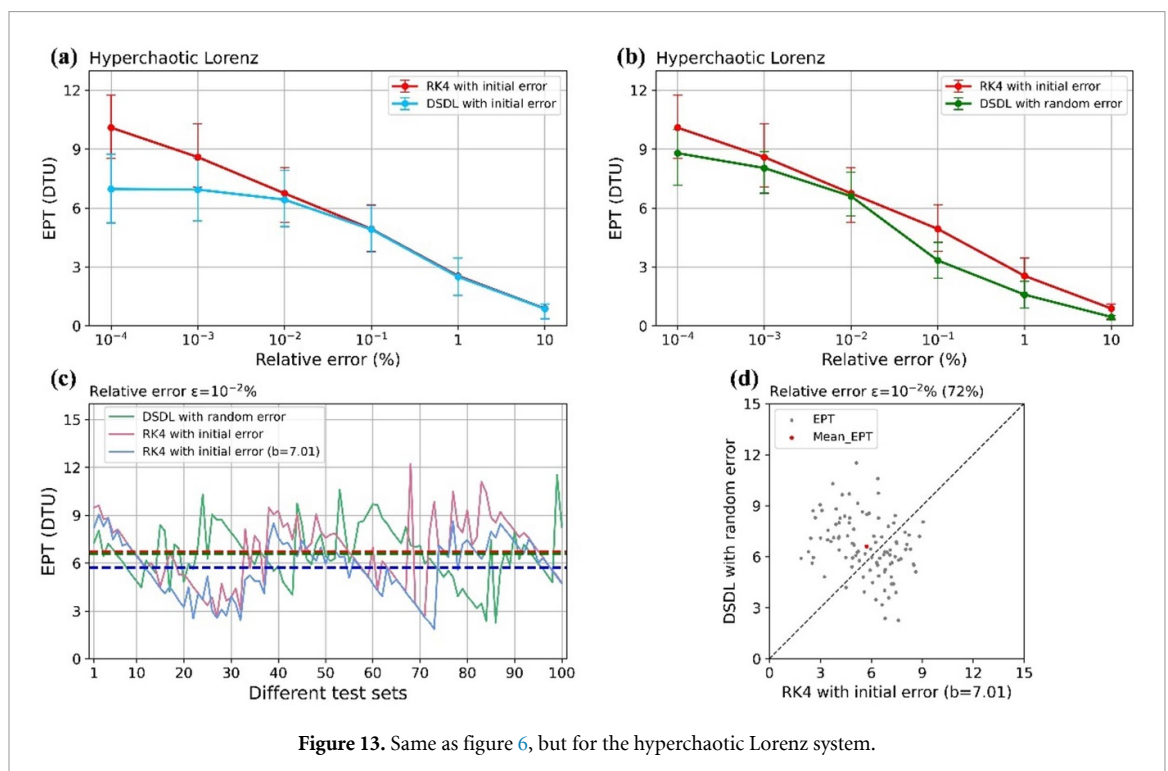 (a) Hyperchaotic Lorenz
RK4 with initial error
DSDL with initial error
12
9
6
3
0
EPT (DTU)
10⁻⁴ 10⁻³ 10⁻² 10⁻¹ 1 10
Relative error (%)
(b) Hyperchaotic Lorenz
RK4 with initial error
DSDL with random error
12
9
6
3
0
EPT (DTU)
10⁻⁴ 10⁻³ 10⁻² 10⁻¹ 1 10
Relative error (%)
(c) Relative error ε=10⁻²%
DSDL with random error
RK4 with initial error
RK4 with initial error (b=7.01)
15
12
9
6
3
0
EPT (DTU)
1 10 20 30 40 50 60 70 80 90 100
Different test sets
(d) Relative error ε=10⁻²% (72%)
EPT
Mean_EPT
15
12
9
6
3
0
DSDL with random error
0 3 6 9 12 15
RK4 with initial error (b=7.01)
Figure 13. Same as figure 6, but for the hyperchaotic Lorenz system.